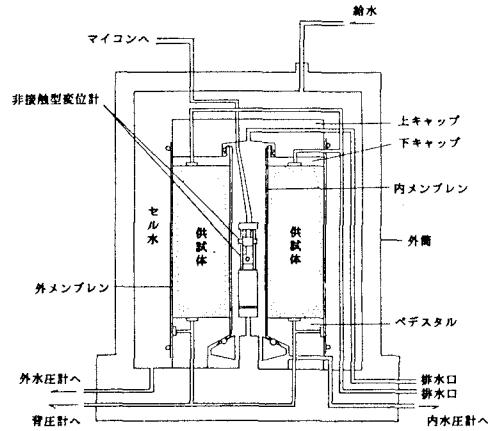 給水
マイコンへ
非接触型変位計
上キャップ
下キャップ
内メンブレン
セル水
供試体
供試体
外筒
外メンブレン
ペデスタル
外水圧計へ
排水口
排水口
背圧計へ
内水圧計へ